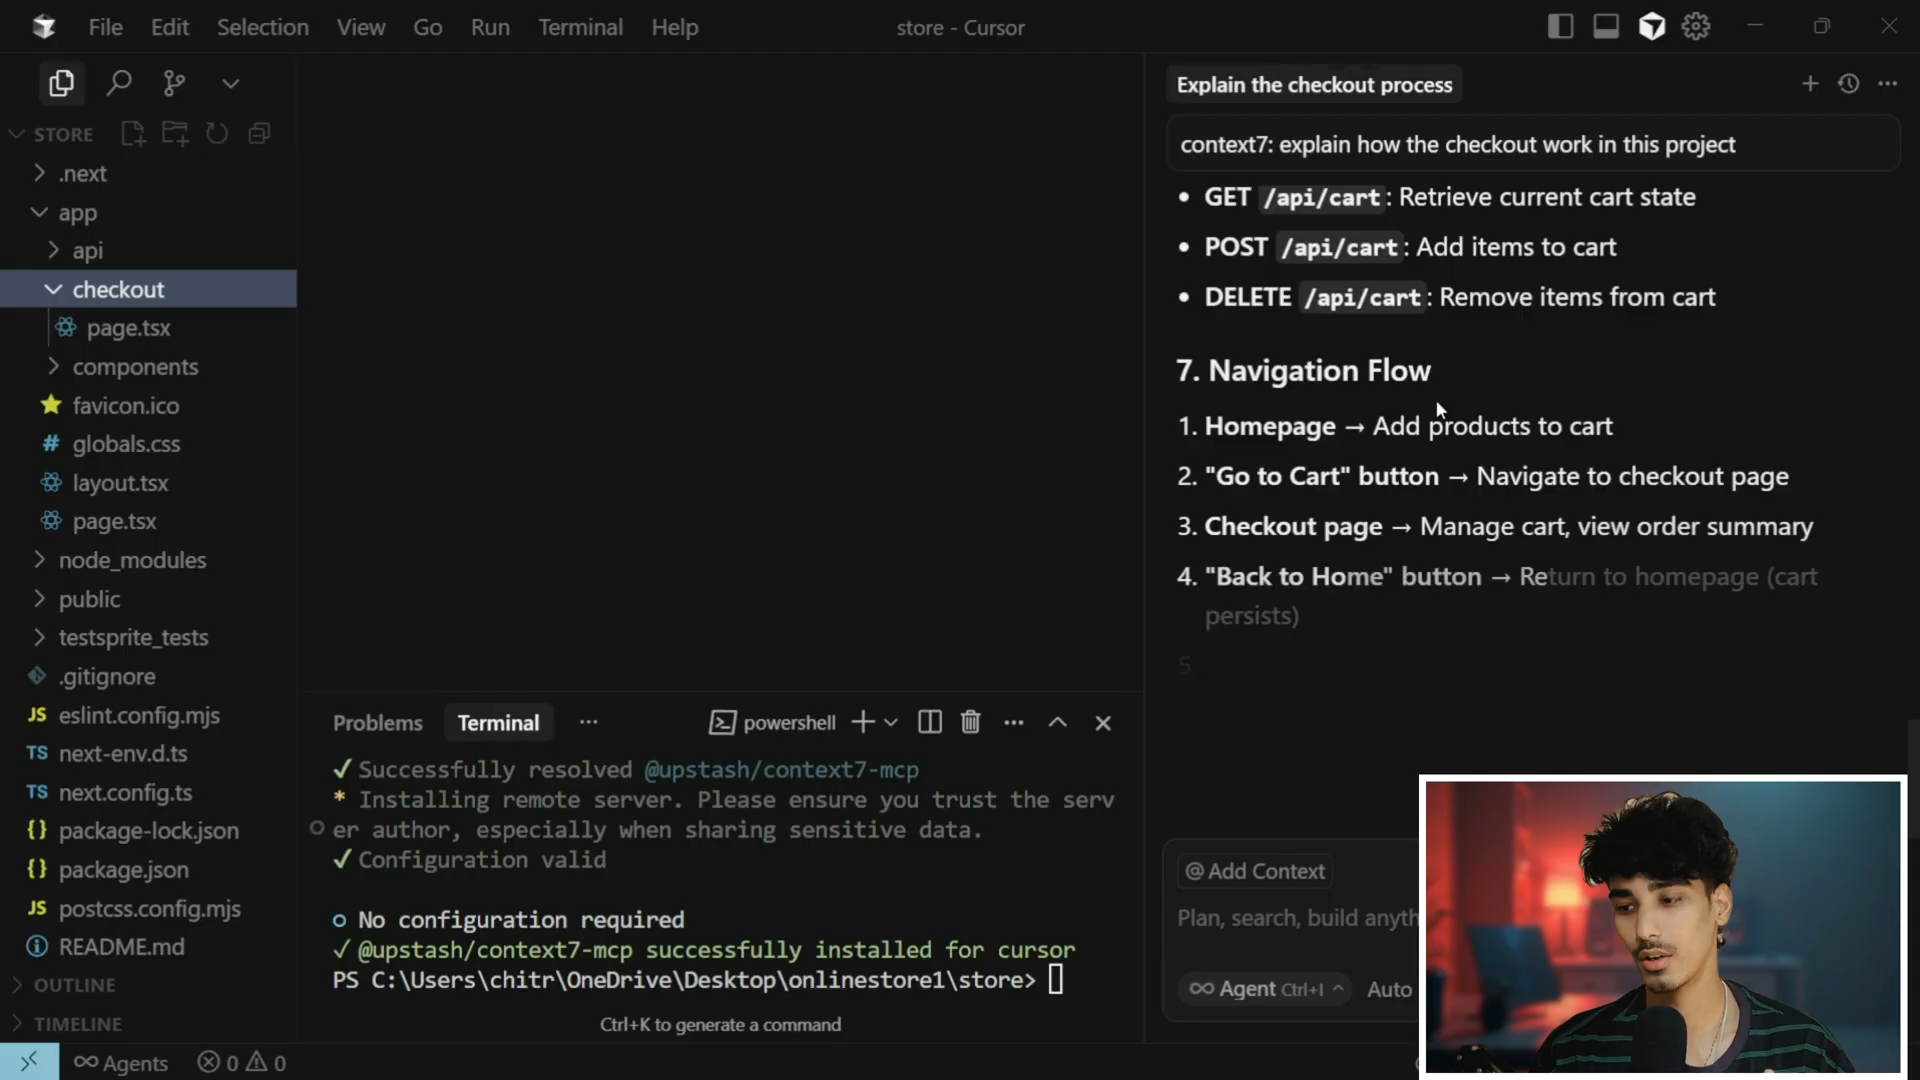 File Edit Selection View Go Run Terminal Help
store - Cursor
STORE
.next
app
api
checkout
page.tsx
components
favicon.ico
globals.css
layout.tsx
page.tsx
node_modules
public
testsprite_tests
.gitignore
JS eslint.config.mjs
TS next-env.d.ts
TS next.config.ts
{} package-lock.json
{} package.json
JS postcss.config.mjs
README.md
OUTLINE
TIMELINE
Agents 0 0
Problems Terminal ··· powershell
✓ Successfully resolved @upstash/context7-mcp
* Installing remote server. Please ensure you trust the serv
er author, especially when sharing sensitive data.
✓ Configuration valid
No configuration required
✓ @upstash/context7-mcp successfully installed for cursor
PS C:\Users\chitr\OneDrive\Desktop\onlinestore1\store>
Ctrl+K to generate a command
Explain the checkout process
context7: explain how the checkout work in this project
• GET /api/cart: Retrieve current cart state
• POST /api/cart: Add items to cart
• DELETE /api/cart: Remove items from cart
7. Navigation Flow
1. Homepage → Add products to cart
2. "Go to Cart" button → Navigate to checkout page
3. Checkout page → Manage cart, view order summary
4. "Back to Home" button → Return to homepage (cart
persists)
5
@ Add Context
Plan, search, build anyth
Agent Ctrl+I Auto